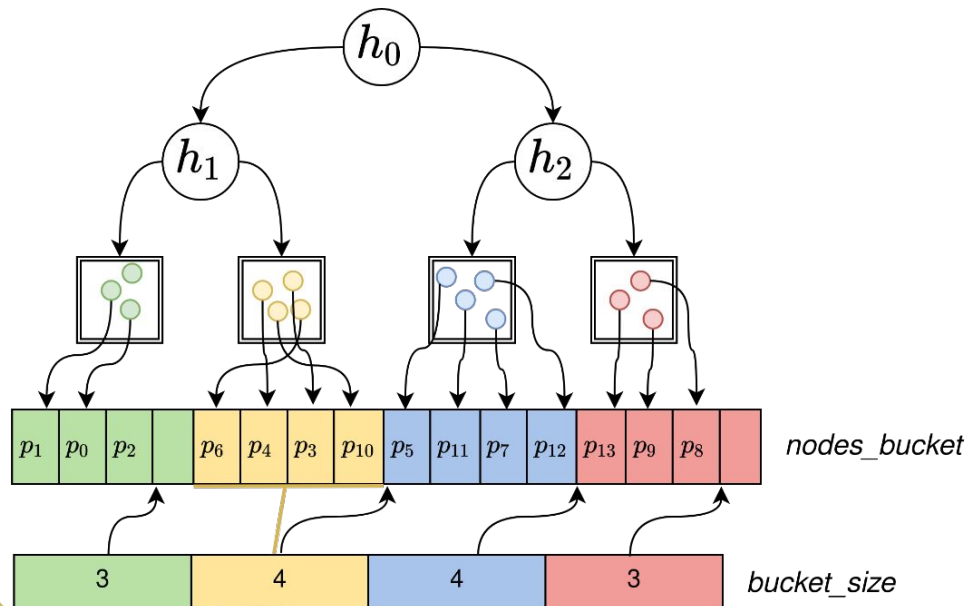 h₀
h₁ h₂
p₁ p₀ p₂ p₆ p₄ p₃ p₁₀ p₅ p₁₁ p₇ p₁₂ p₁₃ p₉ p₈ nodes_bucket
3 4 4 3 bucket_size